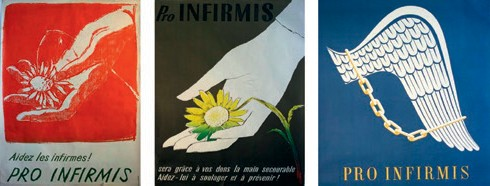 Aidez les infirmes!
PRO INFIRMIS
Pro INFIRMIS
sera grâce à vos dons la main secourable
Aidez-lui à soulager et à prévenir!
PRO INFIRMIS